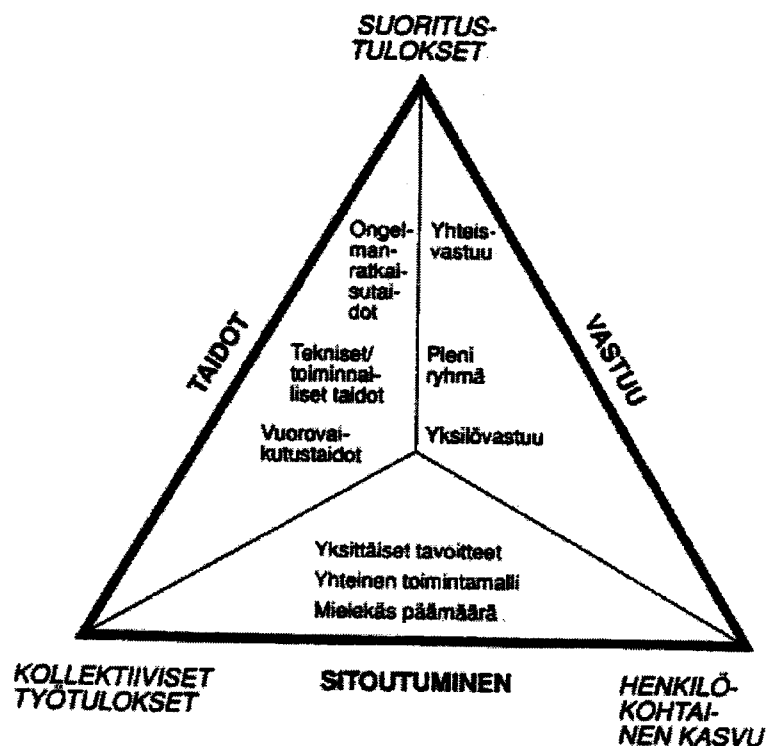 SUORITUS-
TULOKSET
Ongel-
man-
ratkai-
sutai-
dot
Yhteis-
vastuu
TAIDOT
VASTUU
Tekniset/
toiminnal-
liset taidot
Pieni
ryhmä
Vuorovai-
kutustaidot
Yksilövastuu
Yksittäiset tavoitteet
Yhteinen toimintamalli
Mielekäs päämäärä
KOLLEKTIIVISET
TYÖTULOKSET
SITOUTUMINEN
HENKILÖ-
KOHTAI-
NEN KASVU